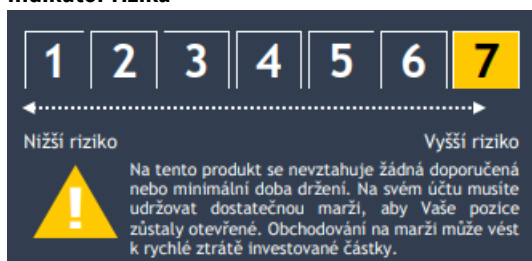 Indikátor rizika
1 2 3 4 5 6 7
Nižší riziko Vyšší riziko
Na tento produkt se nevztahuje žádná doporučená
nebo minimální doba držení. Na svém účtu musíte
udržovat dostatečnou marži, aby Vaše pozice
zůstaly otevřené. Obchodování na marži může vést
k rychlé ztrátě investované částky.